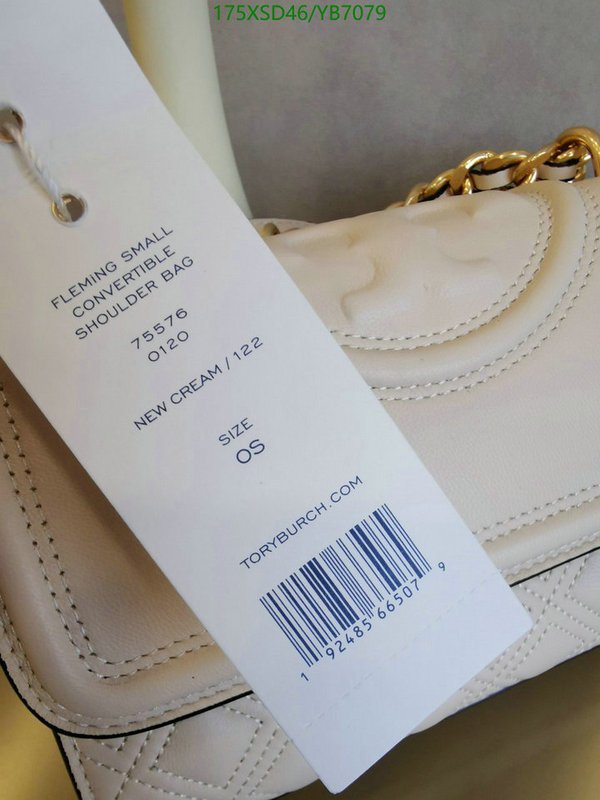 175XSD46/YB7079
FLEMING SMALL
CONVERTIBLE
SHOULDER BAG
75576
0120
NEW CREAM / 122
SIZE
OS
TORYBURCH.COM
1 92485 66507 9